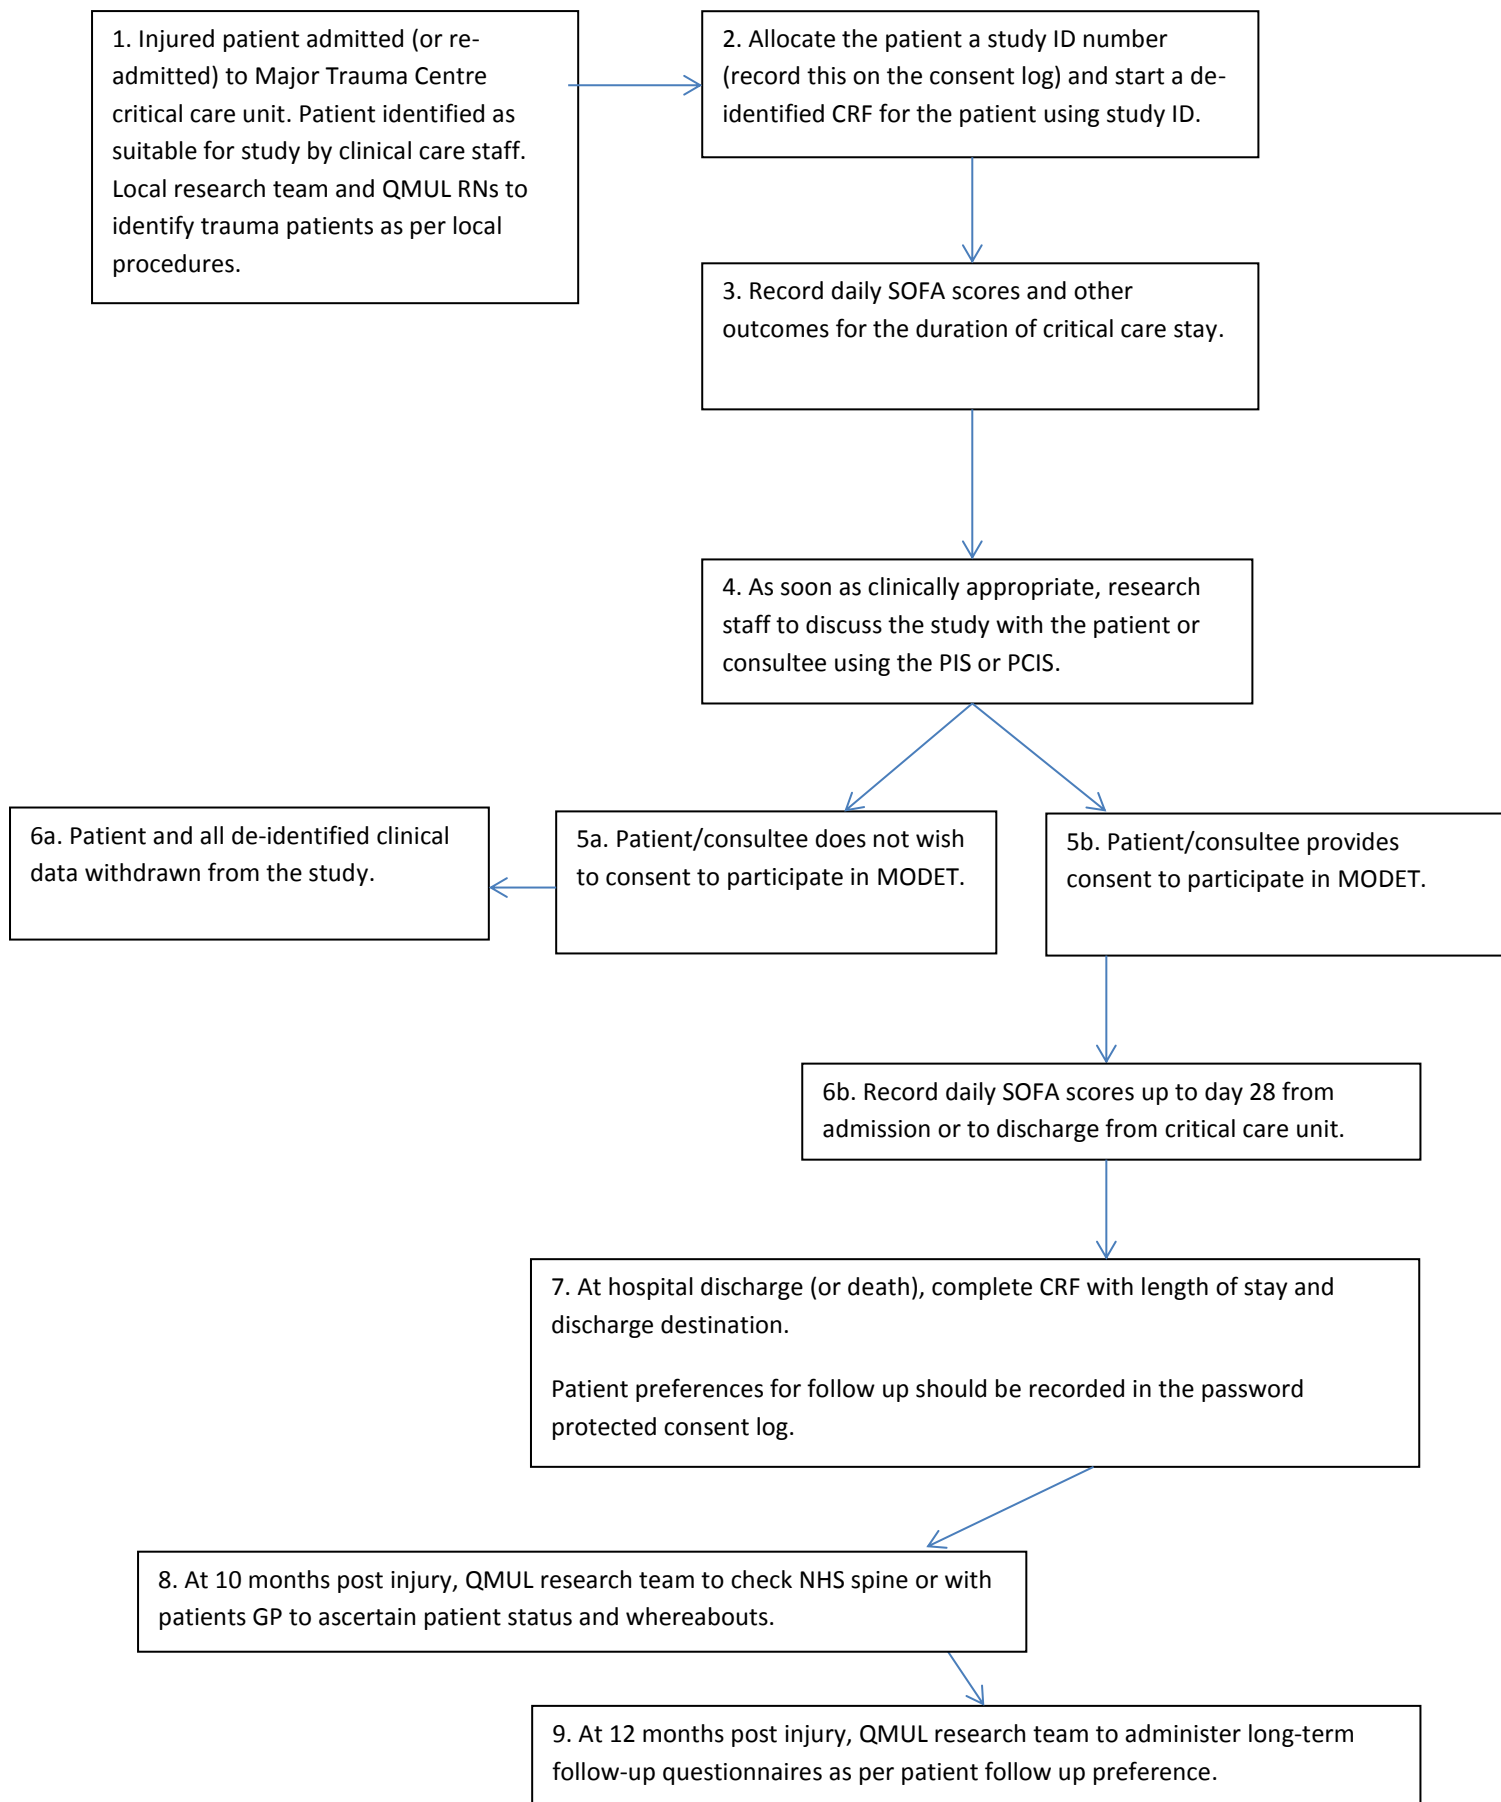 1. Injured patient admitted (or re-
admitted) to Major Trauma Centre
critical care unit. Patient identified as
suitable for study by clinical care staff.
Local research team and QMUL RNs to
identify trauma patients as per local
procedures.
2. Allocate the patient a study ID number
(record this on the consent log) and start a de-
identified CRF for the patient using study ID.
3. Record daily SOFA scores and other
outcomes for the duration of critical care stay.
4. As soon as clinically appropriate, research
staff to discuss the study with the patient or
consultee using the PIS or PCIS.
5a. Patient/consultee does not wish
to consent to participate in MODET.
6a. Patient and all de-identified clinical
data withdrawn from the study.
5b. Patient/consultee provides
consent to participate in MODET.
6b. Record daily SOFA scores up to day 28 from
admission or to discharge from critical care unit.
7. At hospital discharge (or death), complete CRF with length of stay and
discharge destination.
Patient preferences for follow up should be recorded in the password
protected consent log.
8. At 10 months post injury, QMUL research team to check NHS spine or with
patients GP to ascertain patient status and whereabouts.
9. At 12 months post injury, QMUL research team to administer long-term
follow-up questionnaires as per patient follow up preference.